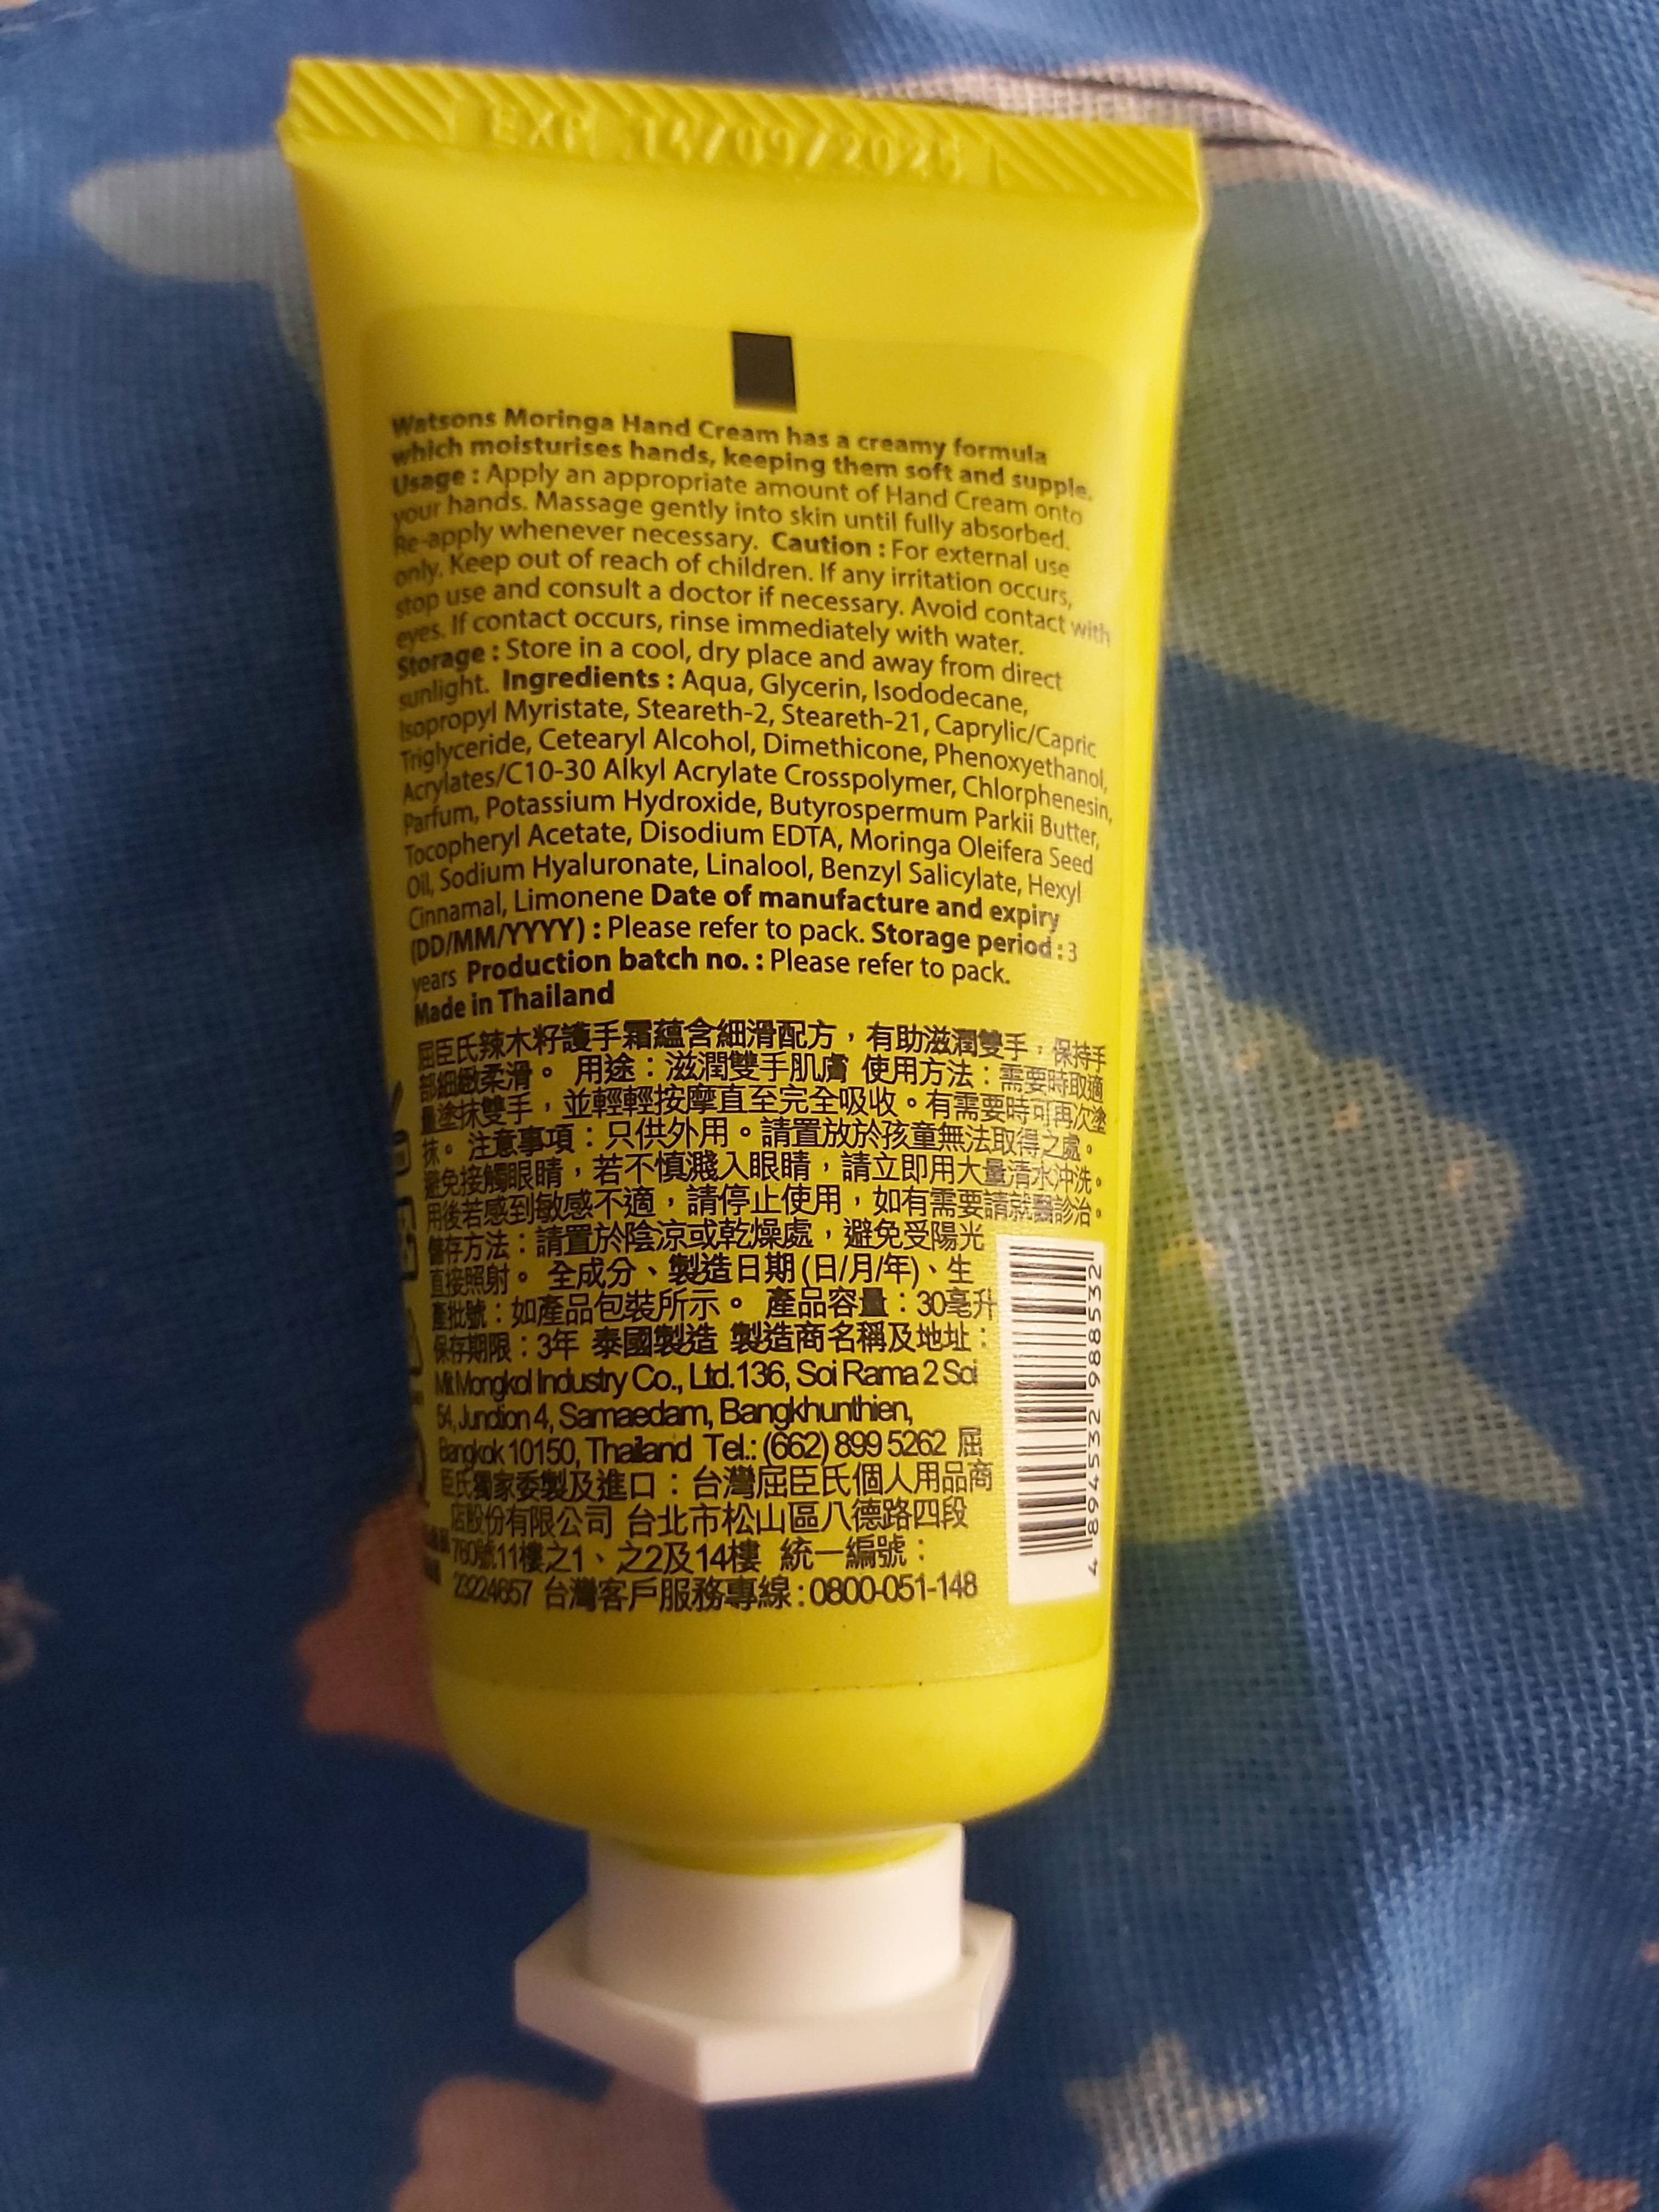 EXP 14/09/2025
Watsons Moringa Hand Cream has a creamy formula
which moisturises hands, keeping them soft and supple.
Usage : Apply an appropriate amount of Hand Cream onto
your hands. Massage gently into skin until fully absorbed.
Re-apply whenever necessary. Caution : For external use
only. Keep out of reach of children. If any irritation occurs,
stop use and consult a doctor if necessary. Avoid contact with
eyes. If contact occurs, rinse immediately with water.
Storage : Store in a cool, dry place and away from direct
sunlight. Ingredients : Aqua, Glycerin, Isododecane,
Isopropyl Myristate, Steareth-2, Steareth-21, Caprylic/Capric
Triglyceride, Cetearyl Alcohol, Dimethicone, Phenoxyethanol,
Acrylates/C10-30 Alkyl Acrylate Crosspolymer, Chlorphenesin,
Parfum, Potassium Hydroxide, Butyrospermum Parkii Butter,
Tocopheryl Acetate, Disodium EDTA, Moringa Oleifera Seed
Oil, Sodium Hyaluronate, Linalool, Benzyl Salicylate, Hexyl
Cinnamal, Limonene Date of manufacture and expiry
(DD/MM/YYYY) : Please refer to pack. Storage period : 3
years Production batch no. : Please refer to pack.
Made in Thailand
屈臣氏辣木籽護手霜蘊含細滑配方，有助滋潤雙手，保持手
部細緻柔滑。 用途：滋潤雙手肌膚 使用方法：需要時取適
量塗抹雙手，並輕輕按摩直至完全吸收。有需要時可再次塗
抹。 注意事項：只供外用。請置放於孩童無法取得之處。
避免接觸眼睛，若不慎濺入眼睛，請立即用大量清水沖洗。
用後若感到敏感不適，請停止使用，如有需要請就醫診治。
儲存方法：請置於陰涼或乾燥處，避免受陽光
直接照射。 全成分、製造日期(日/月/年)、生
產批號：如產品包裝所示。 產品容量：30毫升
保存期限：3年 泰國製造 製造商名稱及地址：
Mit Mongkol Industry Co., Ltd.136, Soi Rama 2 Soi
54, Junction 4, Samaedam, Bangkhunthien,
Bangkok 10150, Thailand Tel.: (662) 899 5262 屈
臣氏獨家委製及進口：台灣屈臣氏個人用品商
店股份有限公司 台北市松山區八德路四段
760號11樓之1、之2及14樓 統一編號：
23224657 台灣客戶服務專線：0800-051-148
4 894532 988532